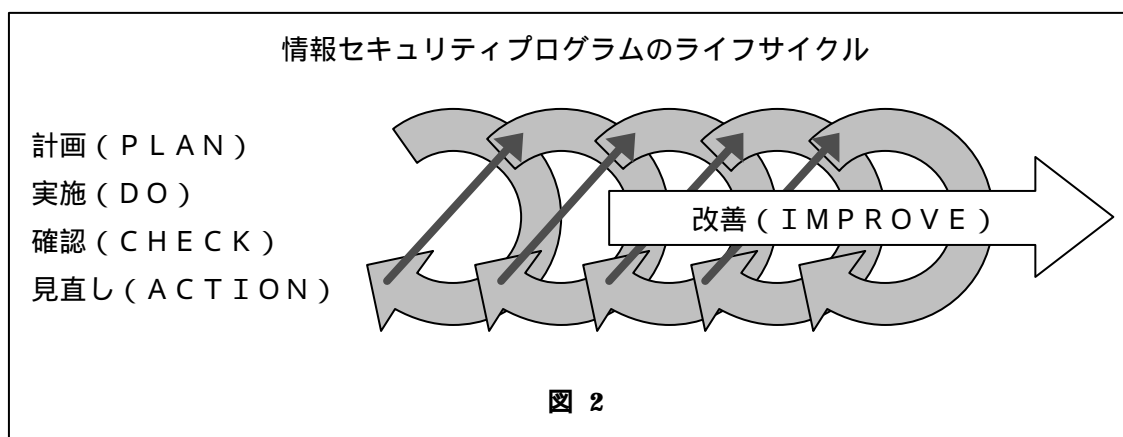 情報セキュリティプログラムのライフサイクル
計画(PLAN)
実施(DO)
確認(CHECK)
見直し(ACTION)
改善(IMPROVE)
図 2